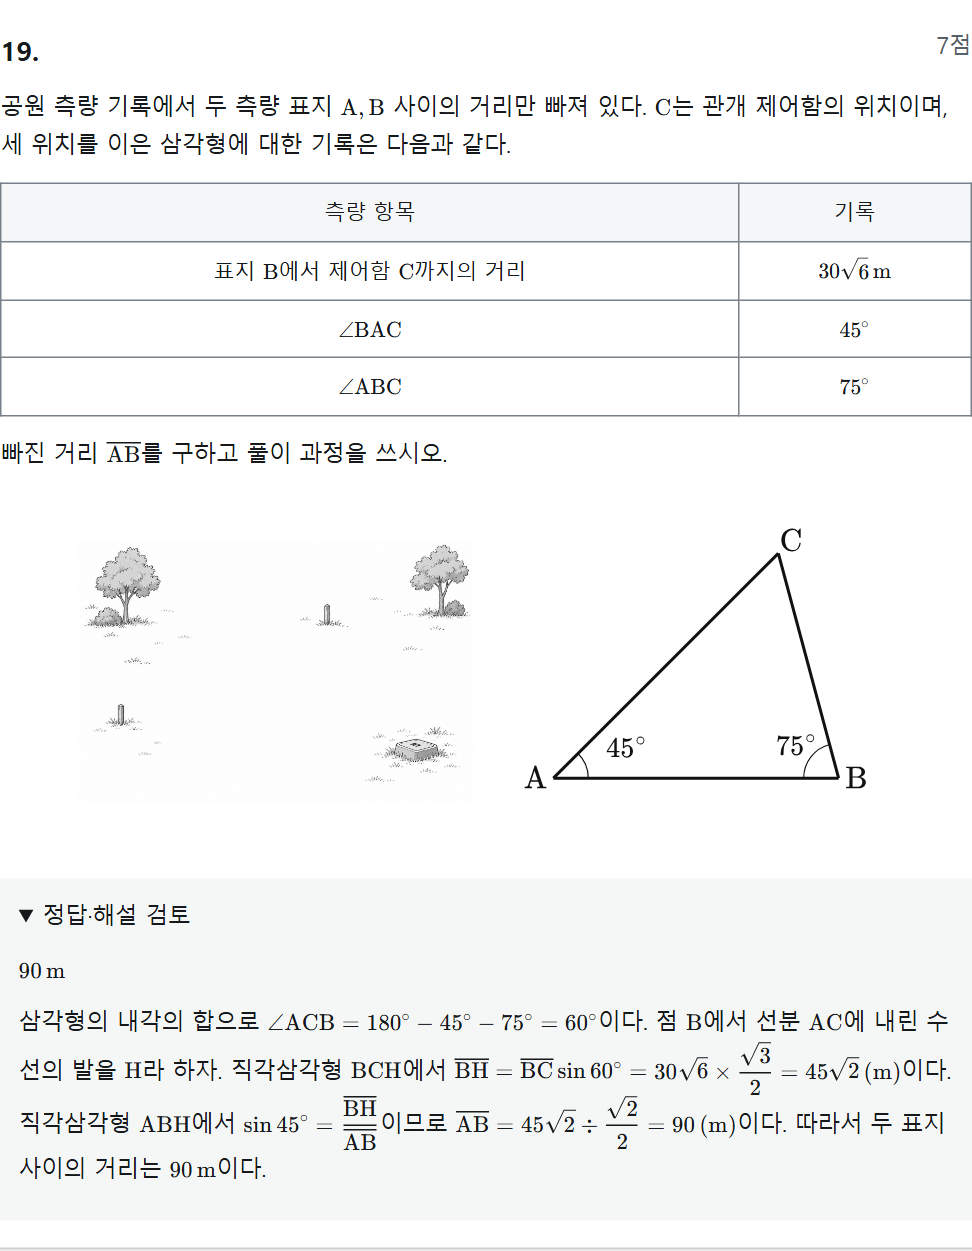 19.
7점
공원 측량 기록에서 두 측량 표지 A, B 사이의 거리만 빠져 있다. C는 관개 제어함의 위치이며,
세 위치를 이은 삼각형에 대한 기록은 다음과 같다.
측량 항목 기록
표지 B에서 제어함 C까지의 거리 30√6 m
∠BAC 45°
∠ABC 75°
빠진 거리 A̅B̅를 구하고 풀이 과정을 쓰시오.
C
45° 75°
A B
▼ 정답·해설 검토
90 m
삼각형의 내각의 합으로 ∠ACB = 180° − 45° − 75° = 60°이다. 점 B에서 선분 AC에 내린 수
선의 발을 H라 하자. 직각삼각형 BCH에서 B̅H̅ = B̅C̅ sin 60° = 30√6 × √3/2 = 45√2 (m)이다.
직각삼각형 ABH에서 sin 45° = B̅H̅/A̅B̅이므로 A̅B̅ = 45√2 ÷ √2/2 = 90 (m)이다. 따라서 두 표지
사이의 거리는 90 m이다.